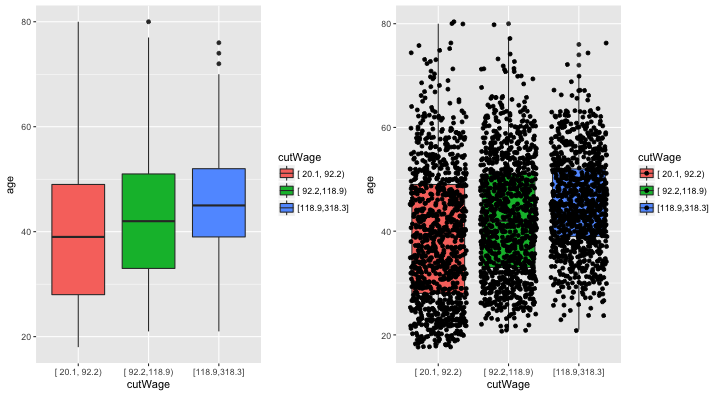 80
60
40
20
age
[ 20.1, 92.2)
[ 92.2,118.9)
[118.9,318.3]
cutWage
cutWage
[ 20.1, 92.2)
[ 92.2,118.9)
[118.9,318.3]
80
60
40
20
age
[ 20.1, 92.2)
[ 92.2,118.9)
[118.9,318.3]
cutWage
cutWage
[ 20.1, 92.2)
[ 92.2,118.9)
[118.9,318.3]